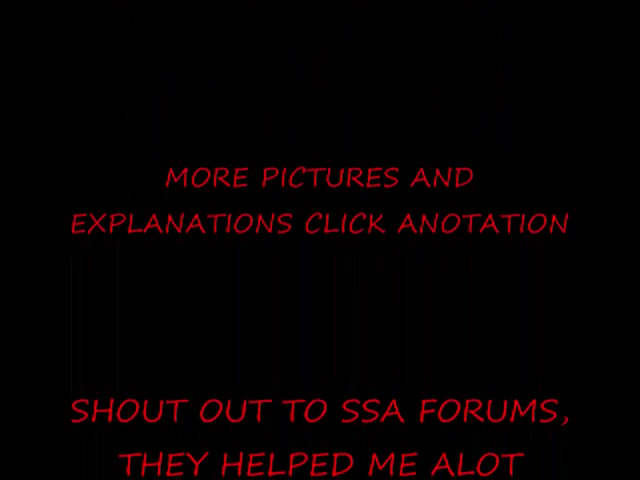 MORE PICTURES AND
EXPLANATIONS CLICK ANOTATION
SHOUT OUT TO SSA FORUMS,
THEY HELPED ME ALOT